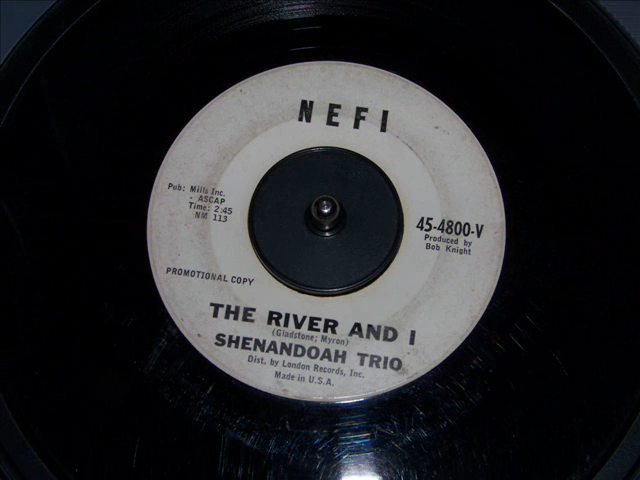 NEFI
Pub: Mills Inc.
- ASCAP
Time: 2:45
NM 113
45-4800-V
Produced by
Bob Knight
PROMOTIONAL COPY
THE RIVER AND I
(Gladstone; Myron)
SHENANDOAH TRIO
Dist. by London Records, Inc.
Made in U.S.A.